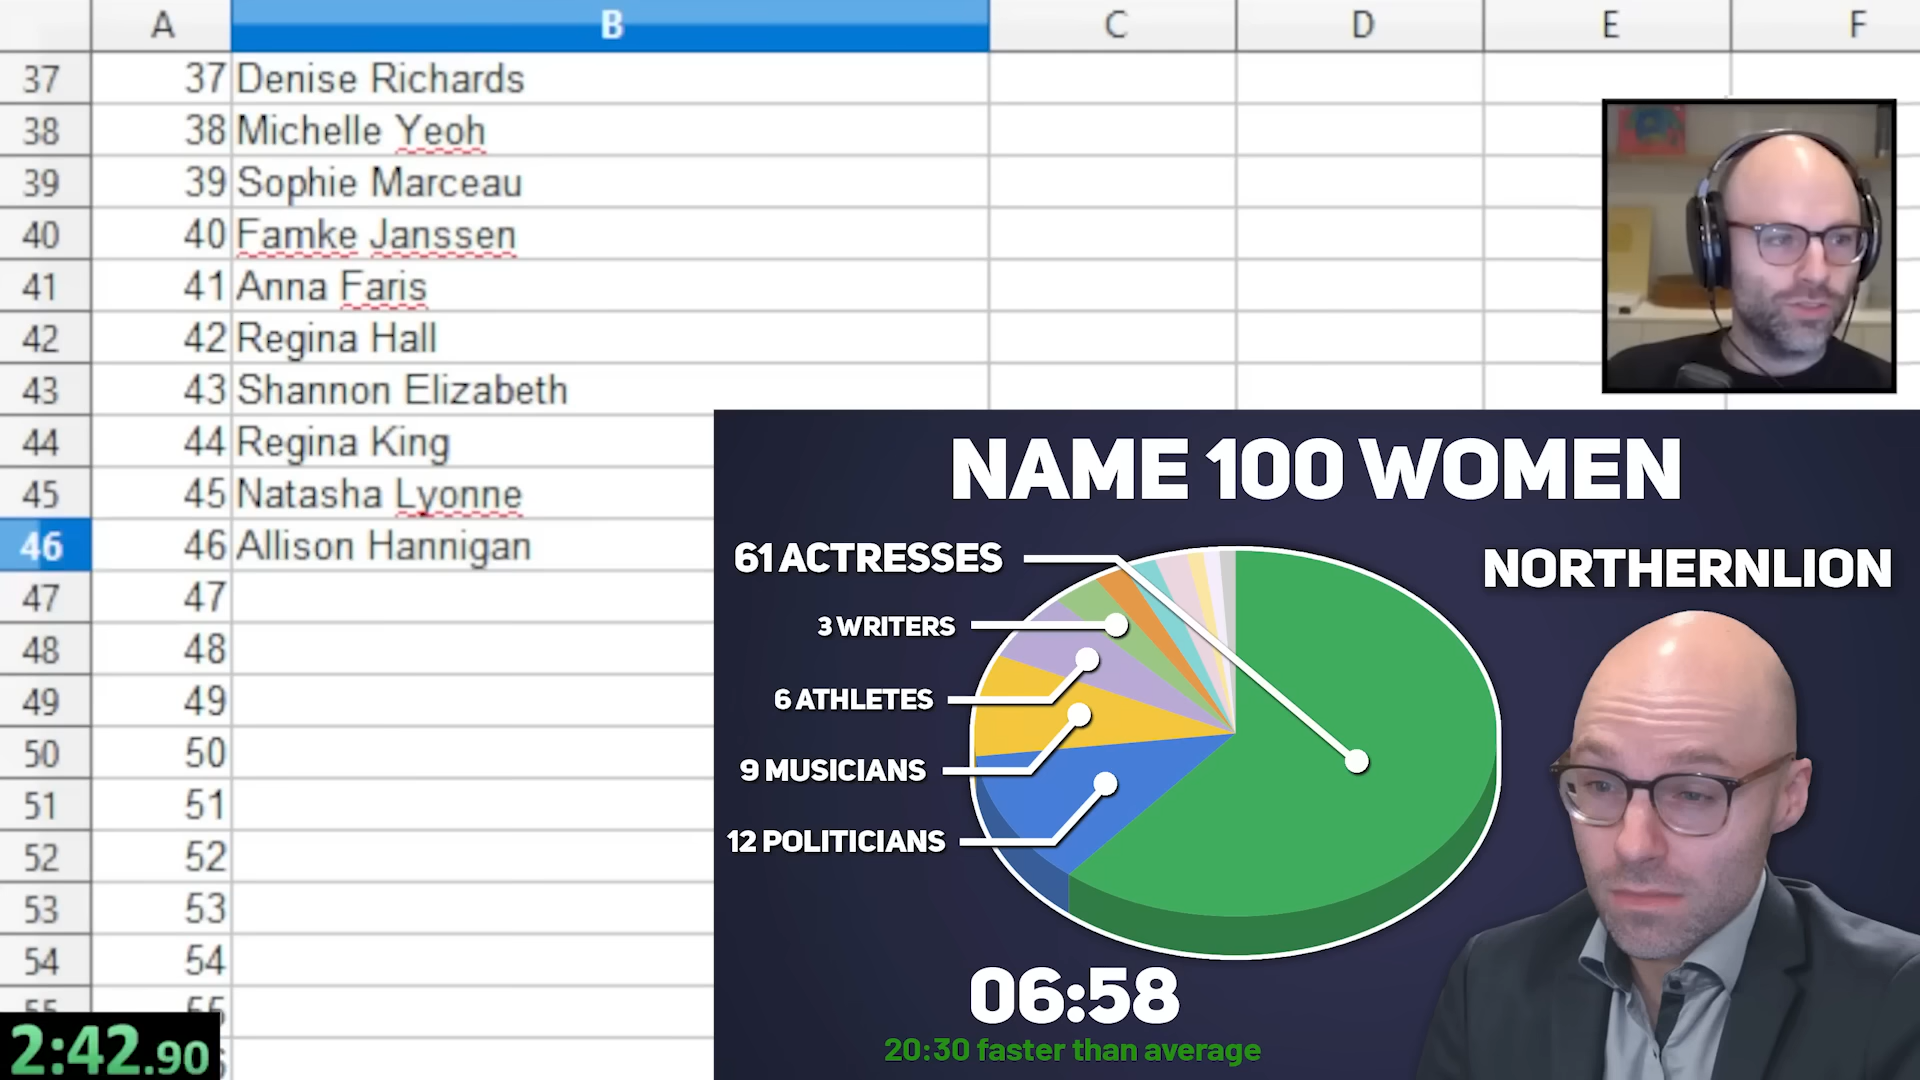 A B C D E F
37 37 Denise Richards
38 38 Michelle Yeoh
39 39 Sophie Marceau
40 40 Famke Janssen
41 41 Anna Faris
42 42 Regina Hall
43 43 Shannon Elizabeth
44 44 Regina King
45 45 Natasha Lyonne
46 46 Allison Hannigan
47 47
48 48
49 49
50 50
51 51
52 52
53 53
54 54
55 55
2:42.90
NAME 100 WOMEN
NORTHERNLION
61 ACTRESSES
3 WRITERS
6 ATHLETES
9 MUSICIANS
12 POLITICIANS
06:58
20:30 faster than average